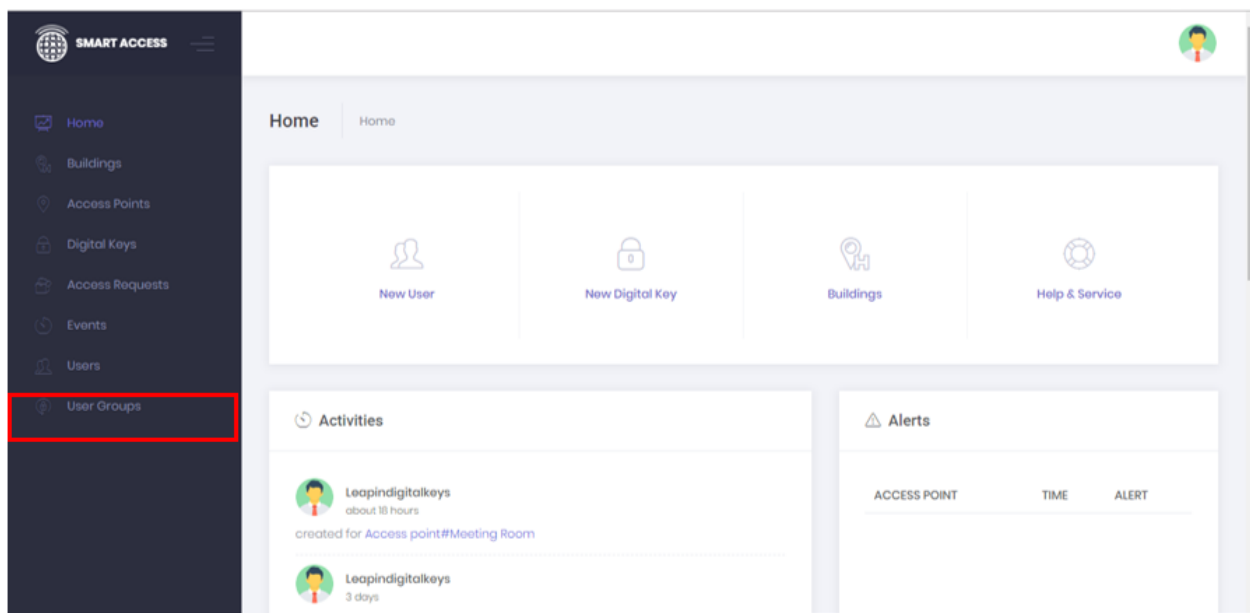 SMART ACCESS
Home
Buildings
Access Points
Digital Keys
Access Requests
Events
Users
User Groups
Home Home
New User
New Digital Key
Buildings
Help & Service
Activities
Leapindigitalkeys
about 18 hours
created for Access point#Meeting Room
Leapindigitalkeys
3 days
Alerts
ACCESS POINT TIME ALERT